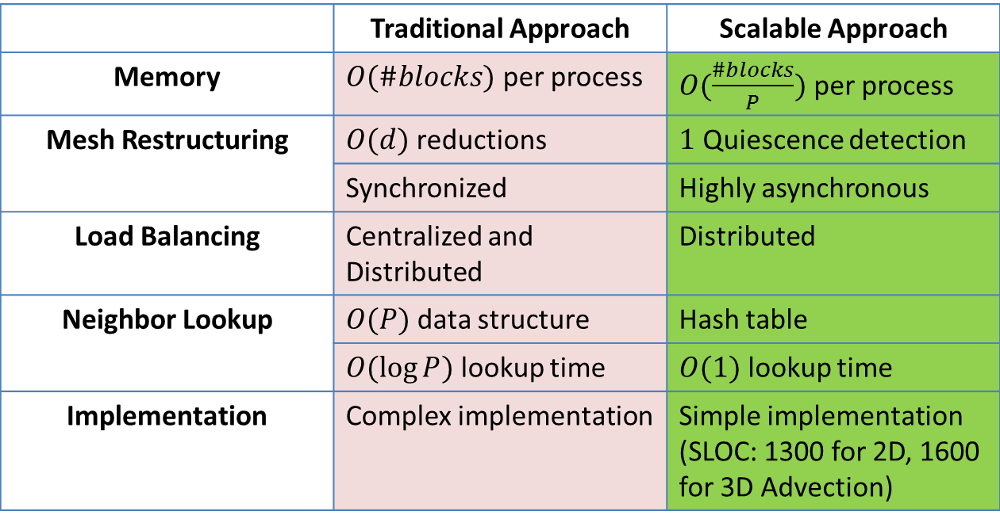 Traditional Approach
Scalable Approach
Memory
O(#blocks) per process
O(#blocks/P) per process
Mesh Restructuring
O(d) reductions
1 Quiescence detection
Synchronized
Highly asynchronous
Load Balancing
Centralized and
Distributed
Distributed
Neighbor Lookup
O(P) data structure
Hash table
O(log P) lookup time
O(1) lookup time
Implementation
Complex implementation
Simple implementation
(SLOC: 1300 for 2D, 1600
for 3D Advection)